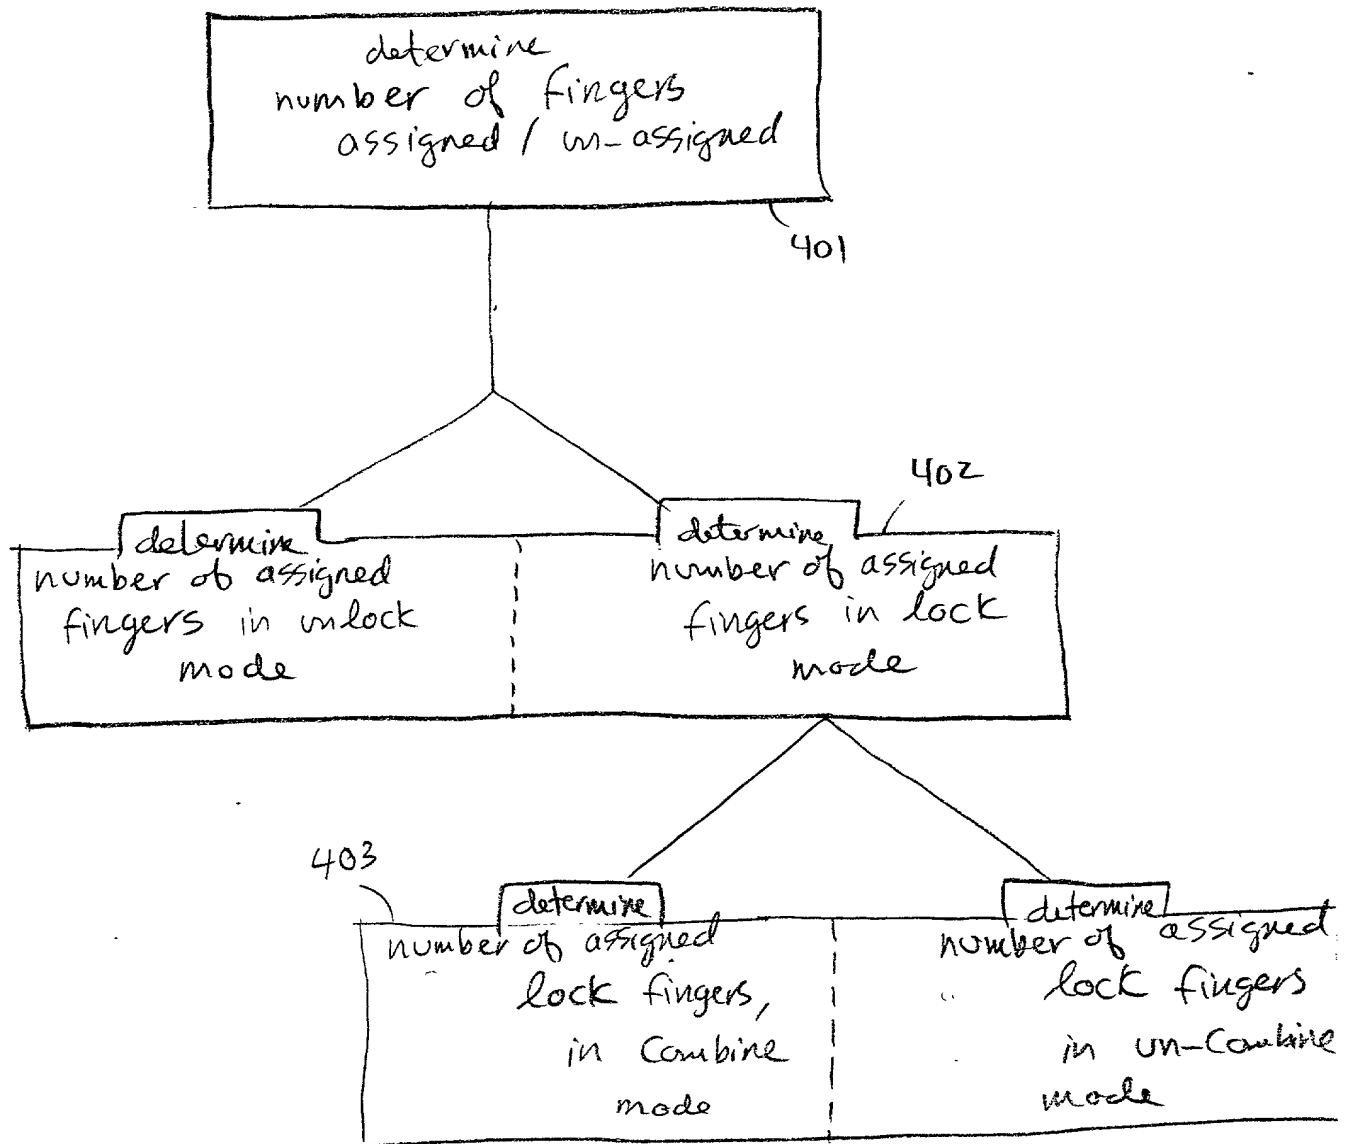 determine
number of fingers
assigned / un-assigned
401
402
determine
number of assigned
fingers in unlock
mode
determine
number of assigned
fingers in lock
mode
403
determine
number of assigned
lock fingers,
in Combine
mode
determine
number of assigned
lock fingers
in un-Combine
mode